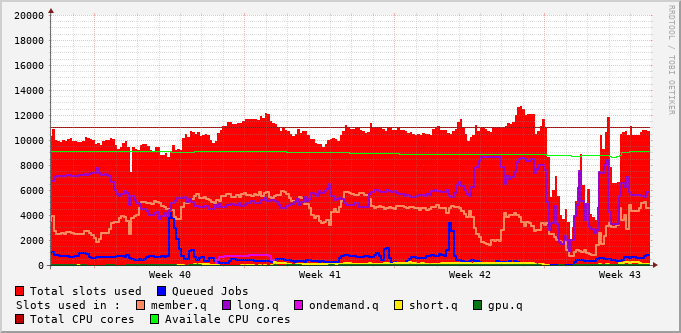 RRDTOOL / TOBI OETIKER
20000
18000
16000
14000
12000
10000
8000
6000
4000
2000
0
Week 40 Week 41 Week 42 Week 43
Total slots used Queued Jobs
Slots used in : member.q long.q ondemand.q short.q gpu.q
Total CPU cores Availale CPU cores